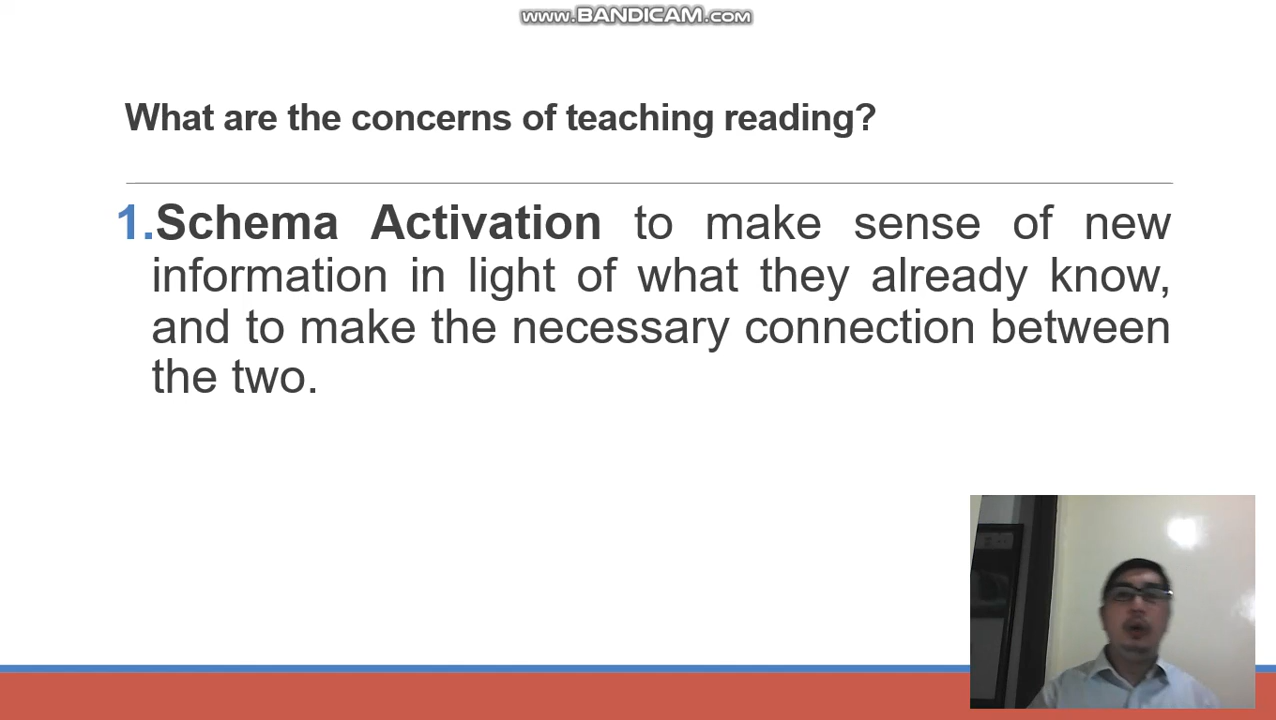 www.BANDICAM.com
What are the concerns of teaching reading?
1.Schema Activation to make sense of new
information in light of what they already know,
and to make the necessary connection between
the two.